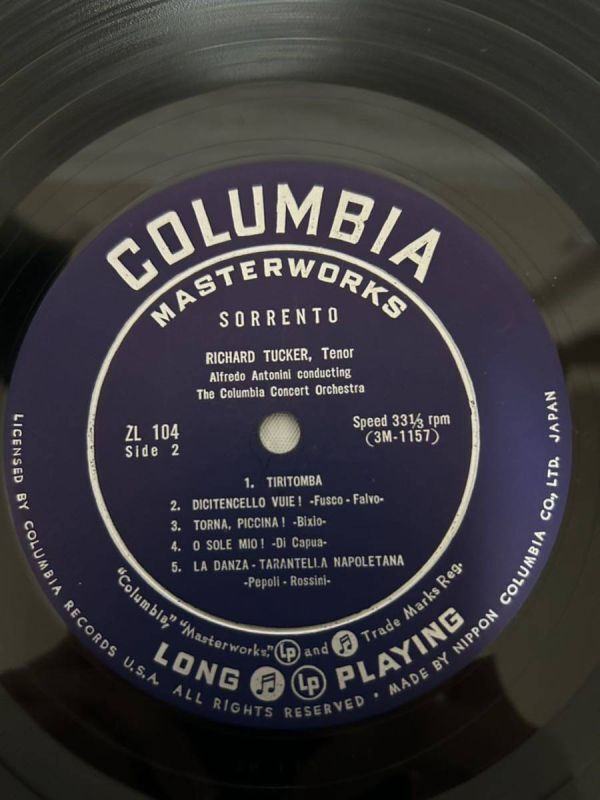 COLUMBIA
MASTERWORKS
SORRENTO
RICHARD TUCKER, Tenor
Alfredo Antonini conducting
The Columbia Concert Orchestra
ZL 104
Side 2
Speed 33⅓ rpm
(3M-1157)
1. TIRITOMBA
2. DICITENCELLO VUIE! -Fusco-Falvo-
3. TORNA, PICCINA! -Bixio-
4. O SOLE MIO! -Di Capua-
5. LA DANZA-TARANTELLA NAPOLETANA
-Pepoli-Rossini-
"Columbia," "Masterworks," Lp and Trade Marks Reg.
LONG Lp PLAYING
LICENSED BY COLUMBIA RECORDS U.S.A. ALL RIGHTS RESERVED • MADE BY NIPPON COLUMBIA CO., LTD. JAPAN